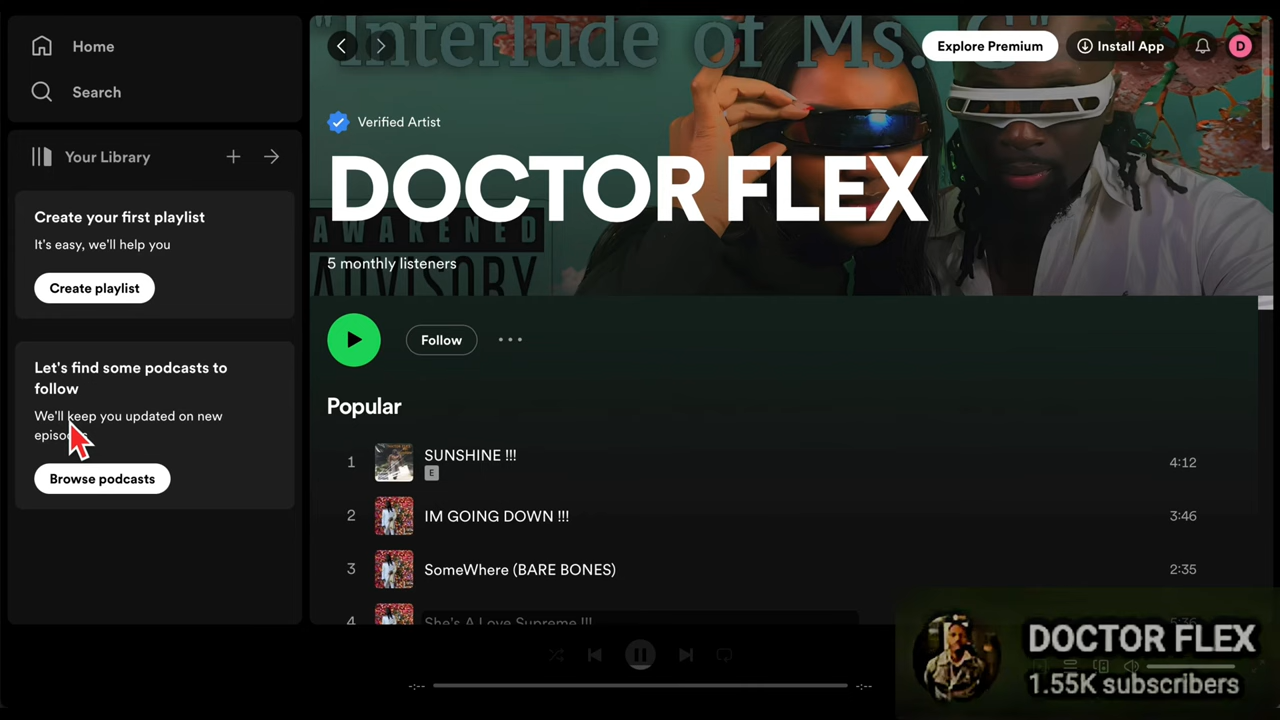 Home
Search
Your Library
Create your first playlist
It's easy, we'll help you
Create playlist
Let's find some podcasts to
follow
We'll keep you updated on new
Browse podcasts
"Interlude of Ms.
Explore Premium
Install App
D
Verified Artist
DOCTOR FLEX
AWAKENED
ADVISORY
5 monthly listeners
Follow
Popular
1 SUNSHINE !!! 4:12
E
2 IM GOING DOWN !!! 3:46
3 SomeWhere (BARE BONES) 2:35
4 She's A Love Supreme !!! 5:36
-:-- -:--
DOCTOR FLEX
1.55K subscribers